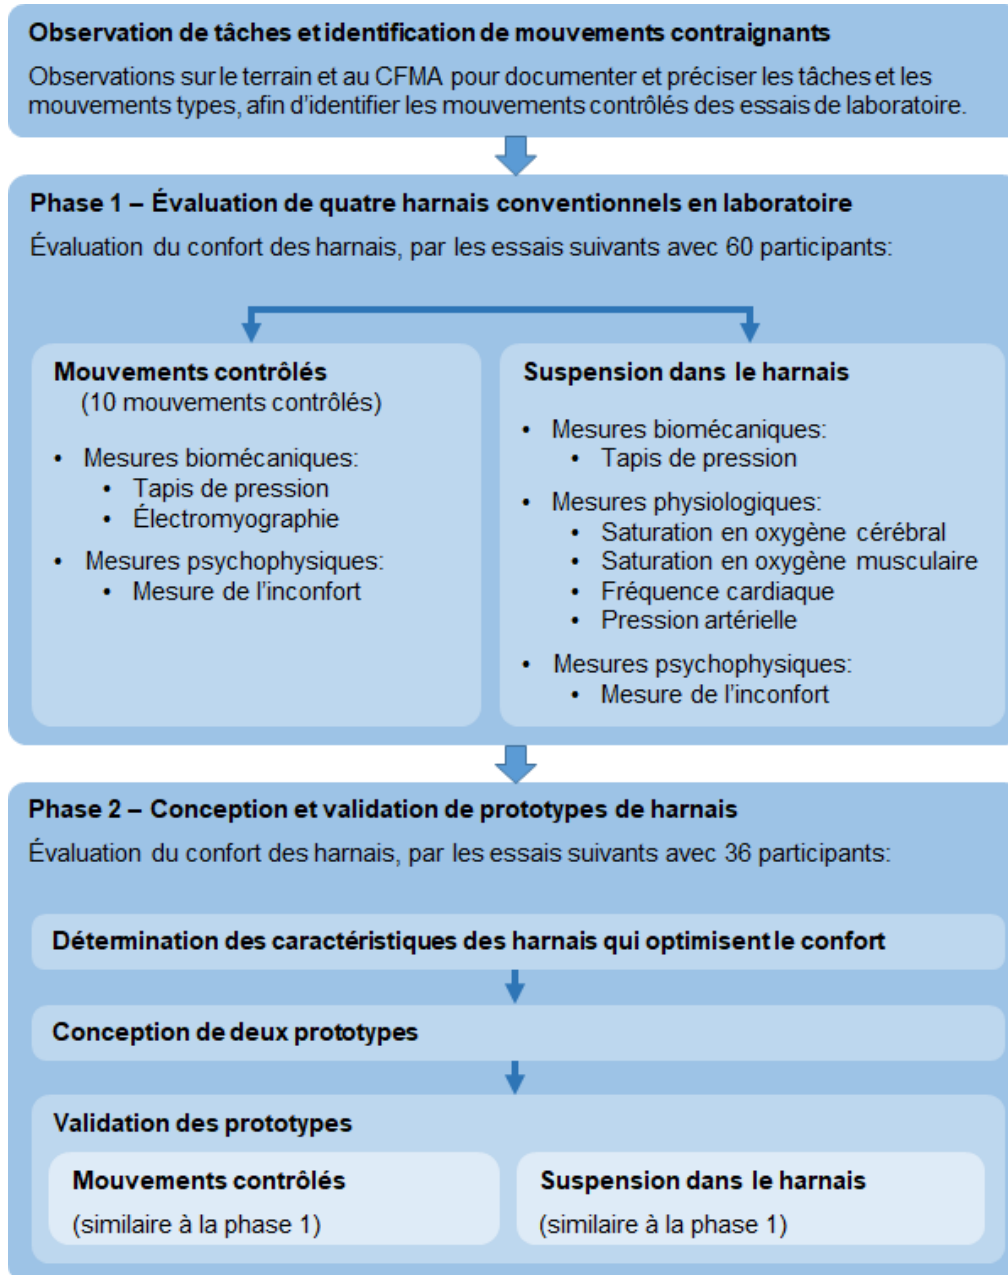 Observation de tâches et identification de mouvements contraignants
Observations sur le terrain et au CFMA pour documenter et préciser les tâches et les
mouvements types, afin d'identifier les mouvements contrôlés des essais de laboratoire.
Phase 1 – Évaluation de quatre harnais conventionnels en laboratoire
Évaluation du confort des harnais, par les essais suivants avec 60 participants:
Mouvements contrôlés
(10 mouvements contrôlés)
• Mesures biomécaniques:
• Tapis de pression
• Électromyographie
• Mesures psychophysiques:
• Mesure de l'inconfort
Suspension dans le harnais
• Mesures biomécaniques:
• Tapis de pression
• Mesures physiologiques:
• Saturation en oxygène cérébral
• Saturation en oxygène musculaire
• Fréquence cardiaque
• Pression artérielle
• Mesures psychophysiques:
• Mesure de l'inconfort
Phase 2 – Conception et validation de prototypes de harnais
Évaluation du confort des harnais, par les essais suivants avec 36 participants:
Détermination des caractéristiques des harnais qui optimisent le confort
Conception de deux prototypes
Validation des prototypes
Mouvements contrôlés
(similaire à la phase 1)
Suspension dans le harnais
(similaire à la phase 1)